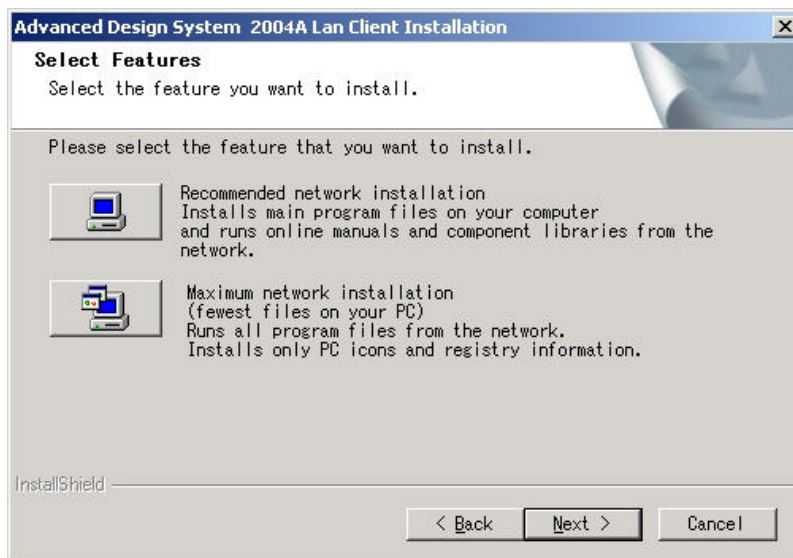 Advanced Design System 2004A Lan Client Installation
Select Features
Select the feature you want to install.
Please select the feature that you want to install.
Recommended network installation
Installs main program files on your computer
and runs online manuals and component libraries from the
network.
Maximum network installation
(fewest files on your PC)
Runs all program files from the network.
Installs only PC icons and registry information.
InstallShield
< Back
Next >
Cancel